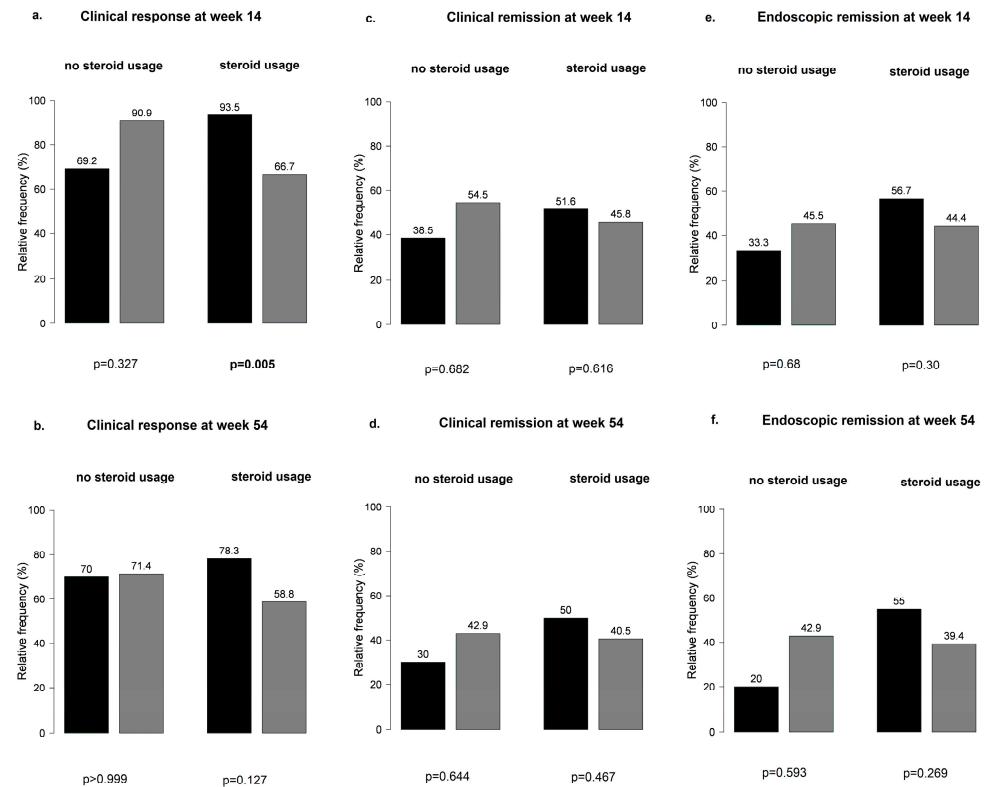 a. Clinical response at week 14
no steroid usage steroid usage
Relative frequency (%)
100
80
60
40
20
0
69.2
90.9
93.5
66.7
p=0.327 p=0.005
c. Clinical remission at week 14
no steroid usage steroid usage
Relative frequency (%)
100
80
60
40
20
0
38.5
54.5
51.6
45.8
p=0.682 p=0.616
e. Endoscopic remission at week 14
no steroid usage steroid usage
Relative frequency (%)
100
80
60
40
20
0
33.3
45.5
56.7
44.4
p=0.68 p=0.30
b. Clinical response at week 54
no steroid usage steroid usage
Relative frequency (%)
100
80
60
40
20
0
70
71.4
78.3
58.8
p>0.999 p=0.127
d. Clinical remission at week 54
no steroid usage steroid usage
Relative frequency (%)
100
80
60
40
20
0
30
42.9
50
40.5
p=0.644 p=0.467
f. Endoscopic remission at week 54
no steroid usage steroid usage
Relative frequency (%)
100
80
60
40
20
0
20
42.9
55
39.4
p=0.593 p=0.269